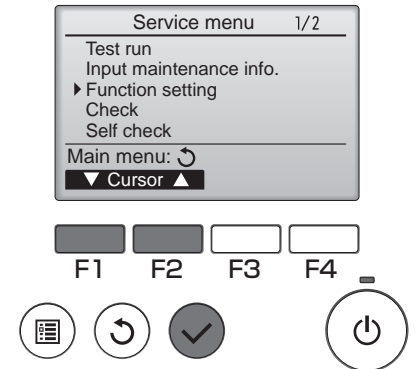 Service menu 1/2
Test run
Input maintenance info.
Function setting
Check
Self check
Main menu:
Cursor
F1 F2 F3 F4